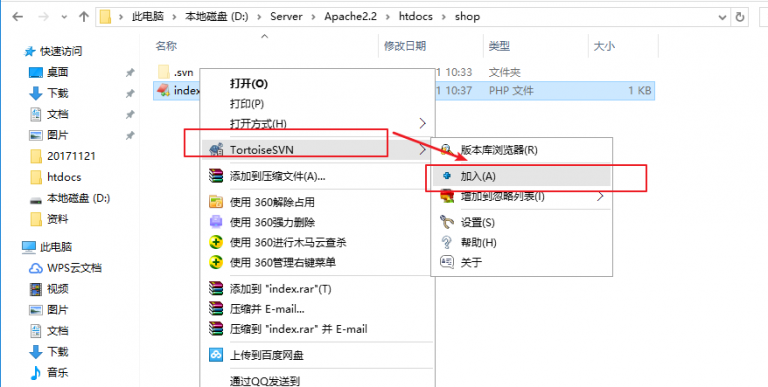 此电脑 > 本地磁盘 (D:) > Server > Apache2.2 > htdocs > shop
名称 修改日期 类型 大小
快速访问
桌面
下载
文档
图片
20171121
htdocs
本地磁盘 (D:)
资料
此电脑
WPS云文档
视频
图片
文档
下载
音乐
.svn 1 10:33 文件夹
index 1 10:37 PHP 文件 1 KB
打开(O)
打印(P)
打开方式(H)
TortoiseSVN
添加到压缩文件(A)...
使用 360解除占用
使用 360强力删除
使用 360进行木马云查杀
使用 360管理右键菜单
添加到 "index.rar"(T)
压缩并 E-mail...
压缩到 "index.rar" 并 E-mail
上传到百度网盘
通过QQ发送到
版本库浏览器(R)
加入(A)
增加到忽略列表(I)
设置(S)
帮助(H)
关于